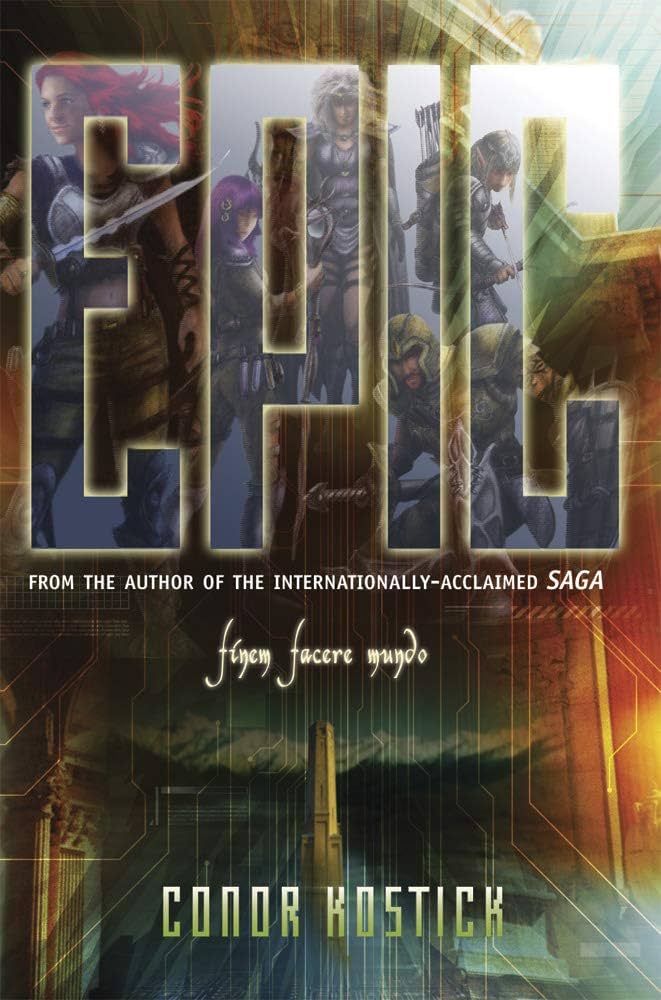 EPIC
FROM THE AUTHOR OF THE INTERNATIONALLY-ACCLAIMED SAGA
finem facere mundo
CONOR KOSTICK